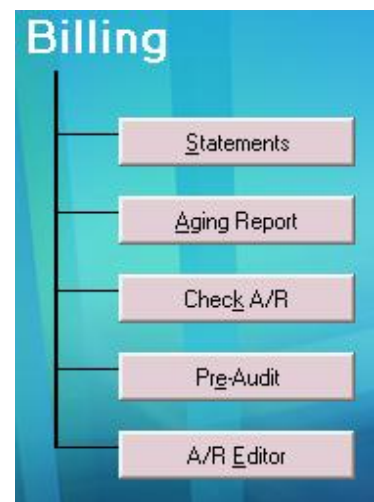 Billing
Statements
Aging Report
Check A/R
Pre-Audit
A/R Editor